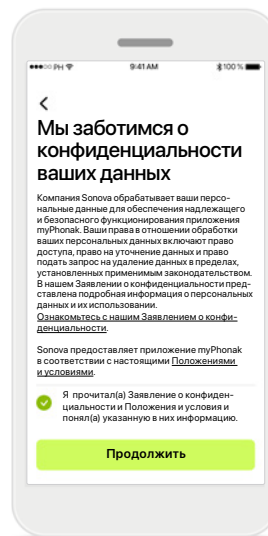 PH 9:41 AM 100 %
Мы заботимся о
конфиденциальности
ваших данных
Компания Sonova обрабатывает ваши персо-
нальные данные для обеспечения надлежащего
и безопасного функционирования приложения
myPhonak. Ваши права в отношении обработки
ваших персональных данных включают право
доступа, право на уточнение данных и право
подать запрос на удаление данных в пределах,
установленных применимым законодательством.
В нашем Заявлении о конфиденциальности пред-
ставлена подробная информация о персональных
данных и их использовании.
Ознакомьтесь с нашим Заявлением о конфи-
денциальности.
Sonova предоставляет приложение myPhonak
в соответствии с настоящими Положениями
и условиями.
Я прочитал(а) Заявление о конфиден-
циальности и Положения и условия и
понял(а) указанную в них информацию.
Продолжить